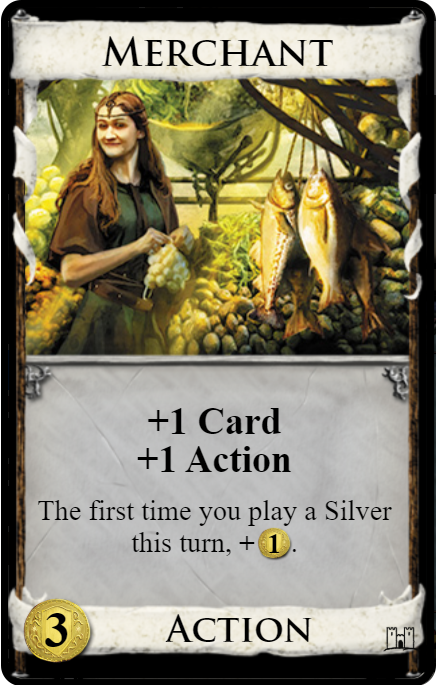 MERCHANT
+1 Card
+1 Action
The first time you play a Silver
this turn, +1.
3 ACTION